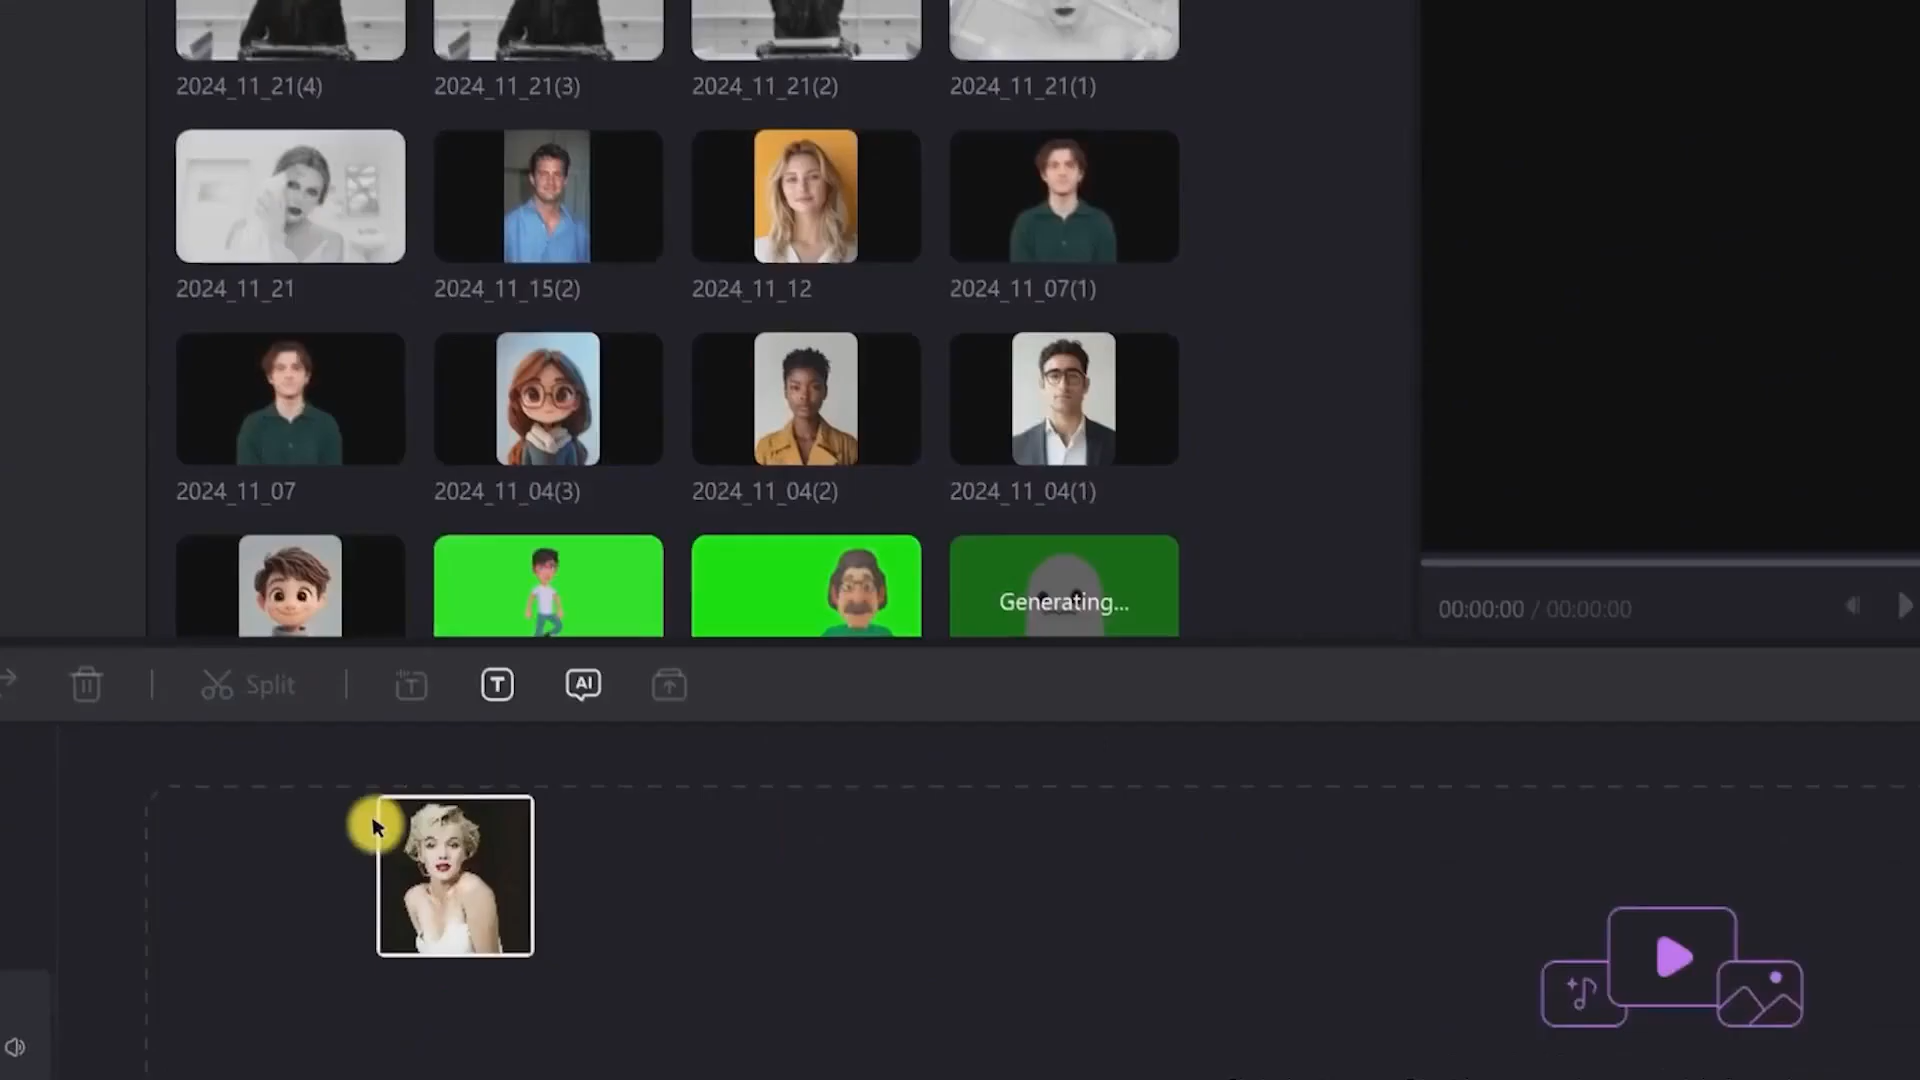 2024_11_21(4) 2024_11_21(3) 2024_11_21(2) 2024_11_21(1)
2024_11_21 2024_11_15(2) 2024_11_12 2024_11_07(1)
2024_11_07 2024_11_04(3) 2024_11_04(2) 2024_11_04(1)
Generating...
00:00:00 / 00:00:00
Split T T AI